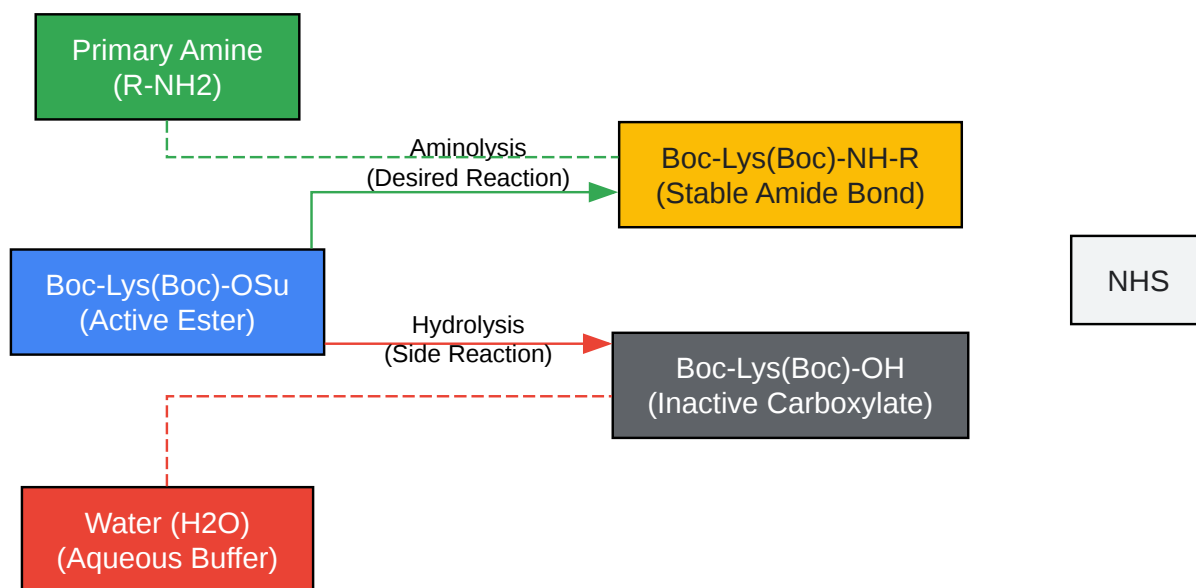 Primary Amine
(R-NH2)
Aminolysis
(Desired Reaction)
Boc-Lys(Boc)-NH-R
(Stable Amide Bond)
Boc-Lys(Boc)-OSu
(Active Ester)
NHS
Hydrolysis
(Side Reaction)
Boc-Lys(Boc)-OH
(Inactive Carboxylate)
Water (H2O)
(Aqueous Buffer)